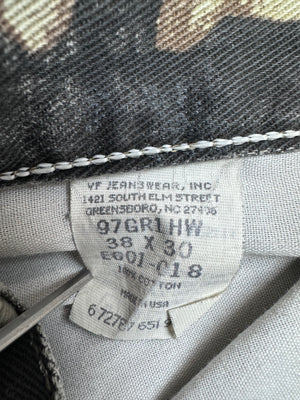 VF JEANSWEAR, INC.
1421 SOUTH ELM STREET
GREENSBORO, NC 27406
97GR1HW
38 X 30
E001-C18
100% COTTON
MADE IN USA